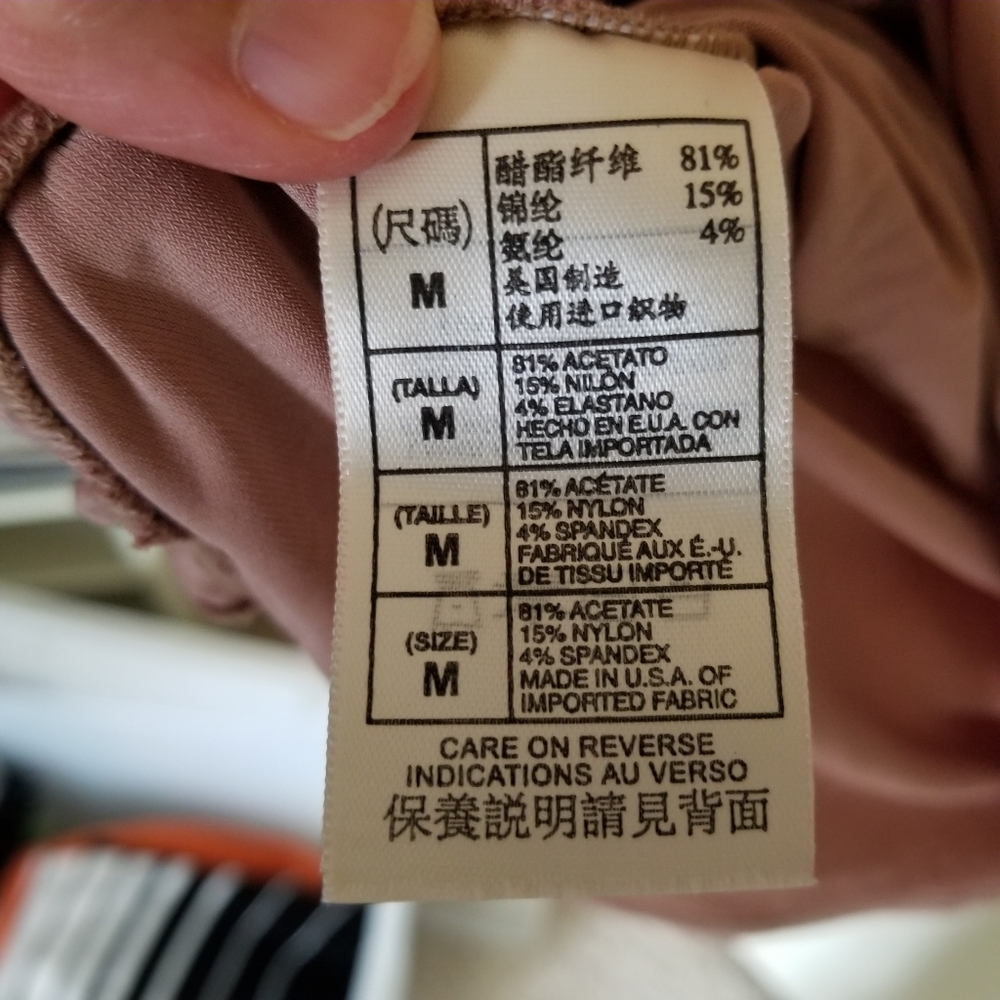 (尺碼)
M
醋酯纤维 81%
锦纶 15%
氨纶 4%
美国制造
使用进口织物
(TALLA)
M
81% ACETATO
15% NILÓN
4% ELASTANO
HECHO EN E.U.A. CON
TELA IMPORTADA
(TAILLE)
M
81% ACÉTATE
15% NYLON
4% SPANDEX
FABRIQUÉ AUX É.-U.
DE TISSU IMPORTÉ
(SIZE)
M
81% ACETATE
15% NYLON
4% SPANDEX
MADE IN U.S.A. OF
IMPORTED FABRIC
CARE ON REVERSE
INDICATIONS AU VERSO
保養説明請見背面